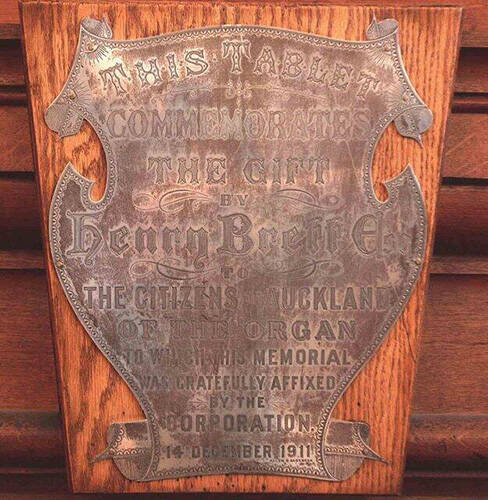 THIS TABLET
COMMEMORATES
THE GIFT
BY
Henry Brett Esq
TO
THE CITIZENS OF AUCKLAND
OF THE ORGAN
TO WHICH THIS MEMORIAL
WAS GRATEFULLY AFFIXED
BY THE
CORPORATION.
14 DECEMBER 1911